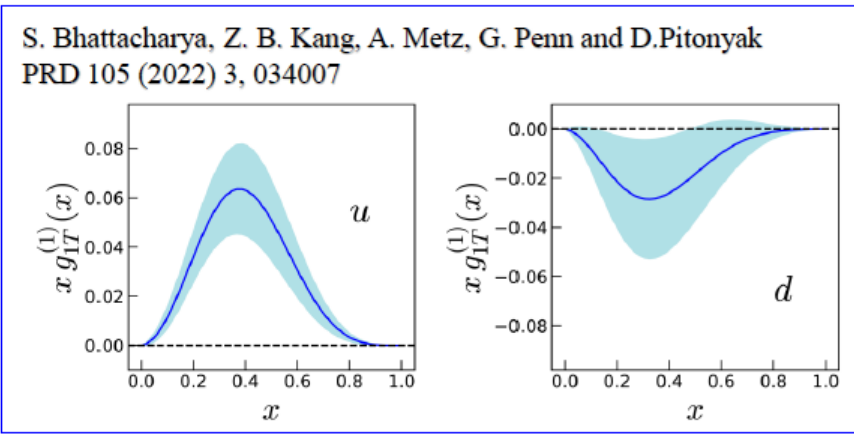 S. Bhattacharya, Z. B. Kang, A. Metz, G. Penn and D.Pitonyak
PRD 105 (2022) 3, 034007
x g_{1T}^{(1)}(x)
0.08
0.06
0.04
0.02
0.00
u
0.0 0.2 0.4 0.6 0.8 1.0
x
x g_{1T}^{(1)}(x)
0.00
−0.02
−0.04
−0.06
−0.08
d
0.0 0.2 0.4 0.6 0.8 1.0
x